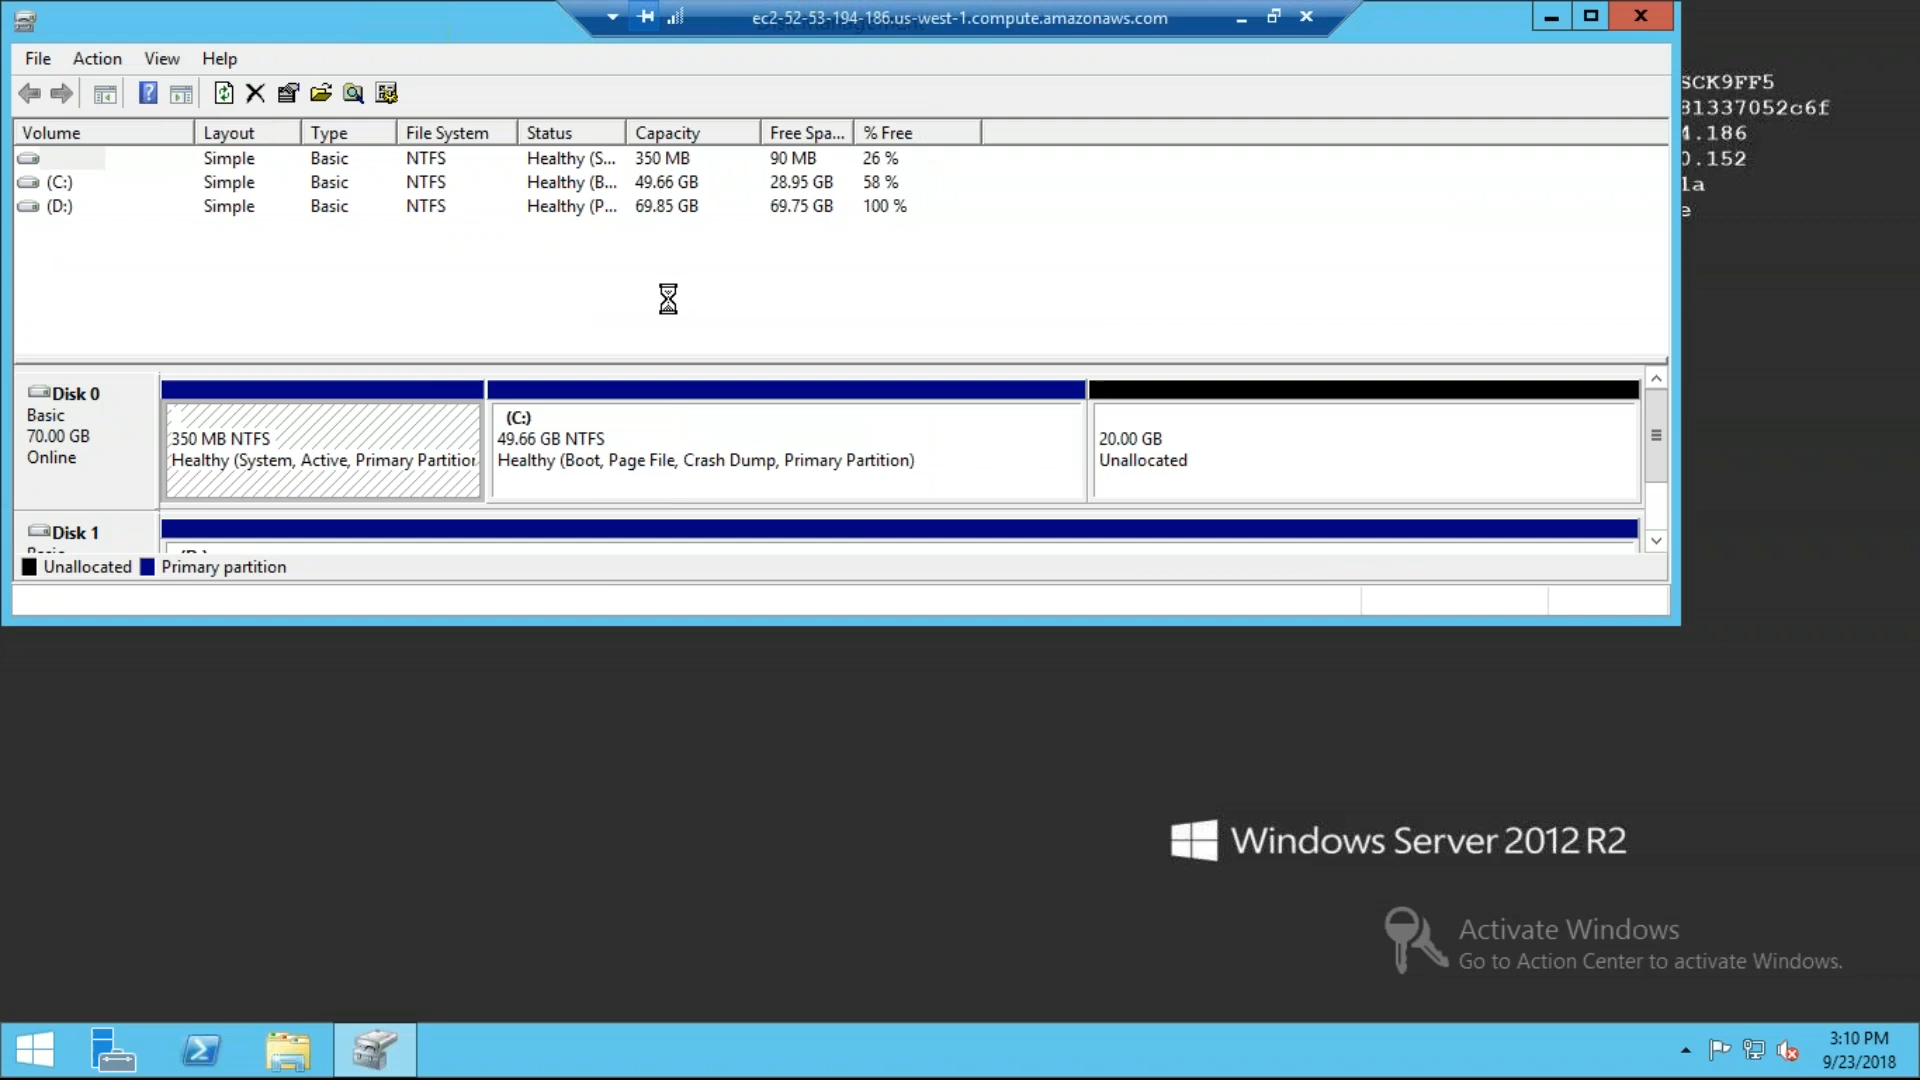 ec2-52-53-194-186.us-west-1.compute.amazonaws.com
File Action View Help
Volume Layout Type File System Status Capacity Free Spa... % Free
Simple Basic NTFS Healthy (S... 350 MB 90 MB 26 %
(C:) Simple Basic NTFS Healthy (B... 49.66 GB 28.95 GB 58 %
(D:) Simple Basic NTFS Healthy (P... 69.85 GB 69.75 GB 100 %
SCK9FF5
81337052c6f
4.186
0.152
1a
e
Disk 0
Basic
70.00 GB
Online
350 MB NTFS
Healthy (System, Active, Primary Partition
(C:)
49.66 GB NTFS
Healthy (Boot, Page File, Crash Dump, Primary Partition)
20.00 GB
Unallocated
Disk 1
Unallocated Primary partition
Windows Server 2012 R2
Activate Windows
Go to Action Center to activate Windows.
3:10 PM
9/23/2018